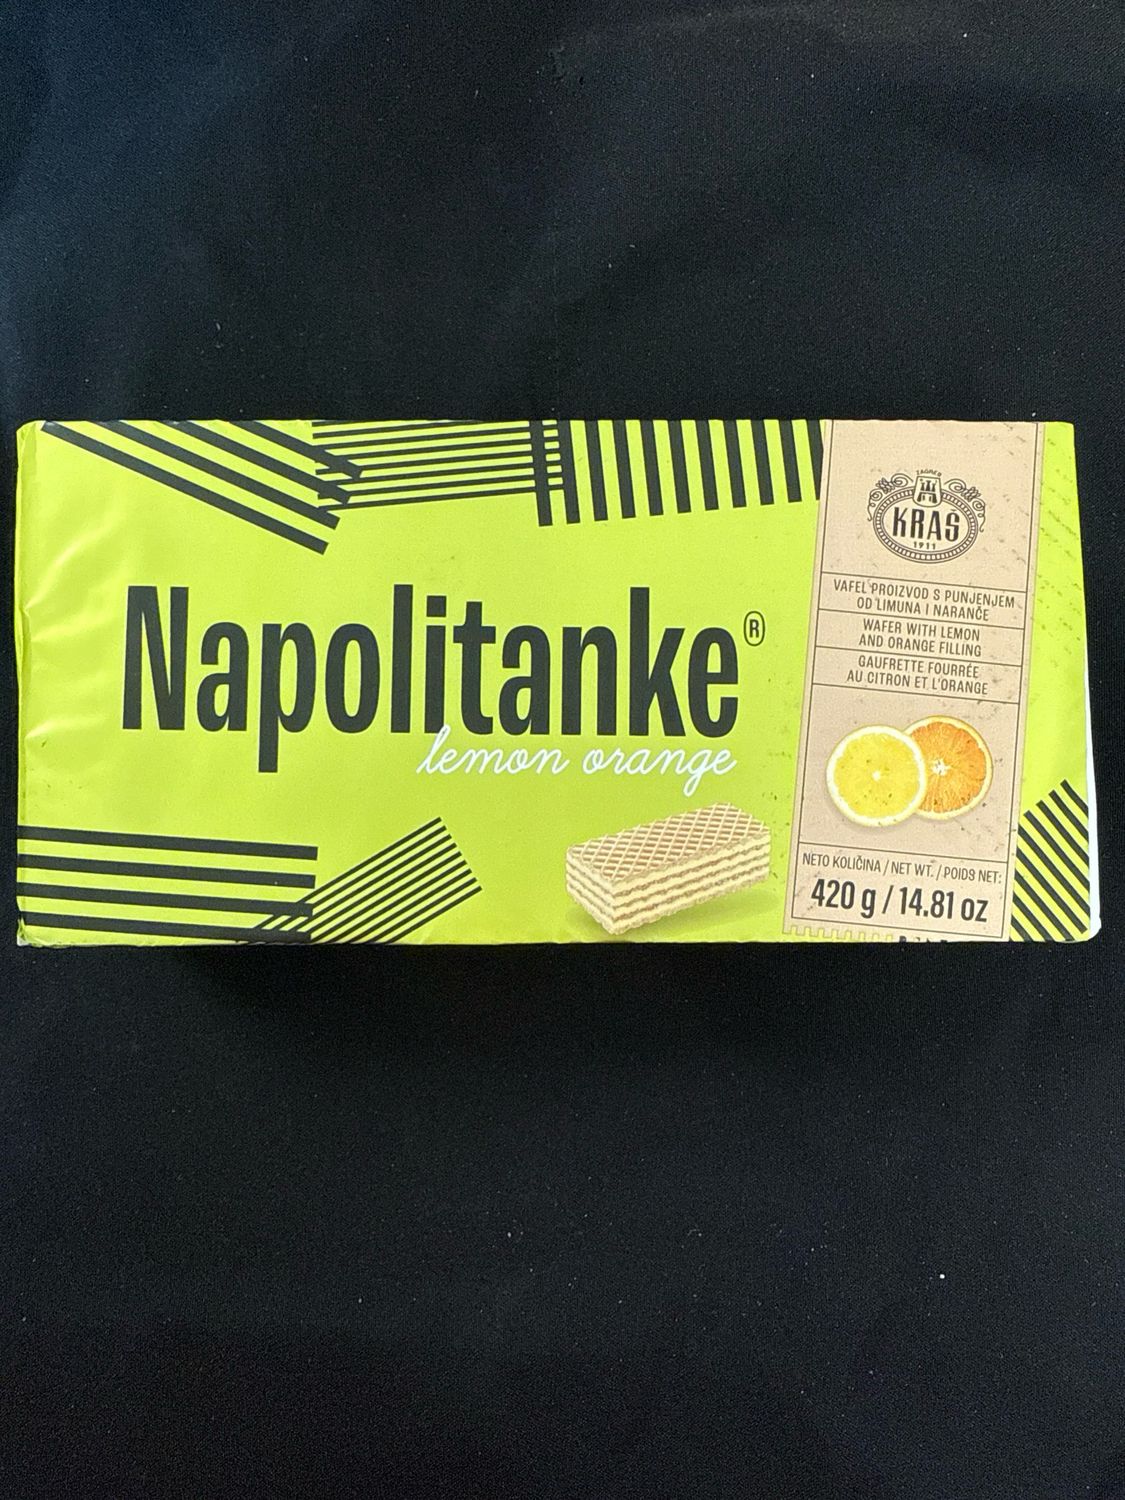 Napolitanke®
lemon orange
ZAGREB
KRAŠ
1911
VAFEL PROIZVOD S PUNJENJEM
OD LIMUNA I NARANČE
WAFER WITH LEMON
AND ORANGE FILLING
GAUFRETTE FOURRÉE
AU CITRON ET L'ORANGE
NETO KOLIČINA / NET WT. / POIDS NET:
420 g / 14.81 oz